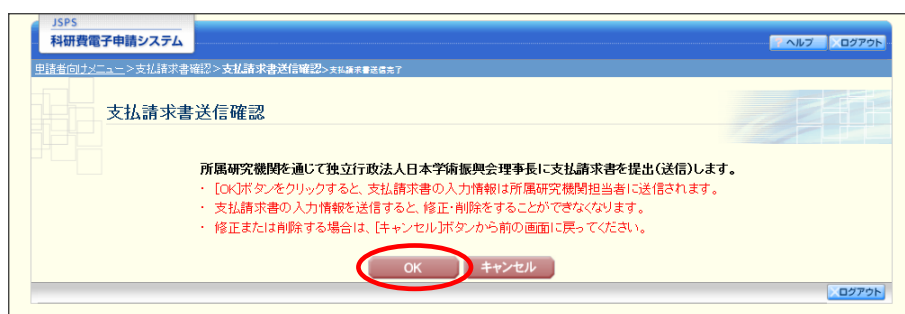 JSPS
科研費電子申請システム
ヘルプ ログアウト
申請者向けメニュー>支払請求書確認>支払請求書送信確認>支払請求書送信完了
支払請求書送信確認
所属研究機関を通じて独立行政法人日本学術振興会理事長に支払請求書を提出(送信)します。
・ [OK]ボタンをクリックすると、支払請求書の入力情報は所属研究機関担当者に送信されます。
・ 支払請求書の入力情報を送信すると、修正・削除をすることができなくなります。
・ 修正または削除する場合は、[キャンセル]ボタンから前の画面に戻ってください。
OK キャンセル
ログアウト